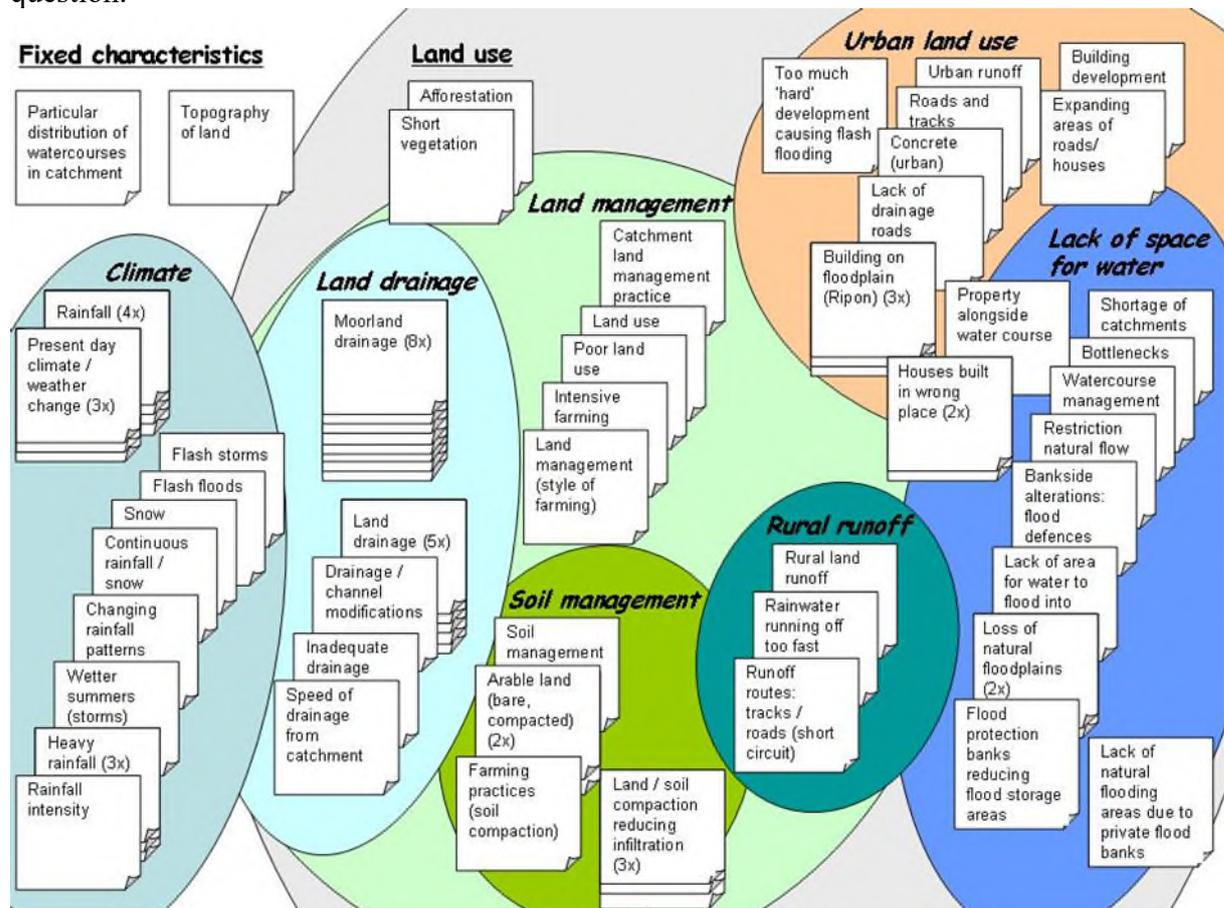 question.
Fixed characteristics
Particular
distribution of
watercourses
in catchment
Topography
of land
Land use
Afforestation
Short
vegetation
Urban land use
Too much
'hard'
development
causing flash
flooding
Urban runoff
Roads and
tracks
Concrete
(urban)
Lack of
drainage
roads
Building on
floodplain
(Ripon) (3x)
Building
development
Expanding
areas of
roads/
houses
Property
alongside
water course
Houses built
in wrong
place (2x)
Lack of space
for water
Shortage of
catchments
Bottlenecks
Watercourse
management
Restriction
natural flow
Bankside
alterations:
flood
defences
Lack of area
for water to
flood into
Loss of
natural
floodplains
(2x)
Flood
protection
banks
reducing
flood storage
areas
Lack of
natural
flooding
areas due to
private flood
banks
Climate
Rainfall (4x)
Present day
climate /
weather
change (3x)
Flash storms
Flash floods
Snow
Continuous
rainfall /
snow
Changing
rainfall
patterns
Wetter
summers
(storms)
Heavy
rainfall (3x)
Rainfall
intensity
Land drainage
Moorland
drainage (8x)
Land
drainage (5x)
Drainage /
channel
modifications
Inadequate
drainage
Speed of
drainage
from
catchment
Land management
Catchment
land
management
practice
Land use
Poor land
use
Intensive
farming
Land
management
(style of
farming)
Soil management
Soil
management
Arable land
(bare,
compacted)
(2x)
Farming
practices
(soil
compaction)
Land / soil
compaction
reducing
infiltration
(3x)
Rural runoff
Rural land
runoff
Rainwater
running off
too fast
Runoff
routes:
tracks /
roads (short
circuit)